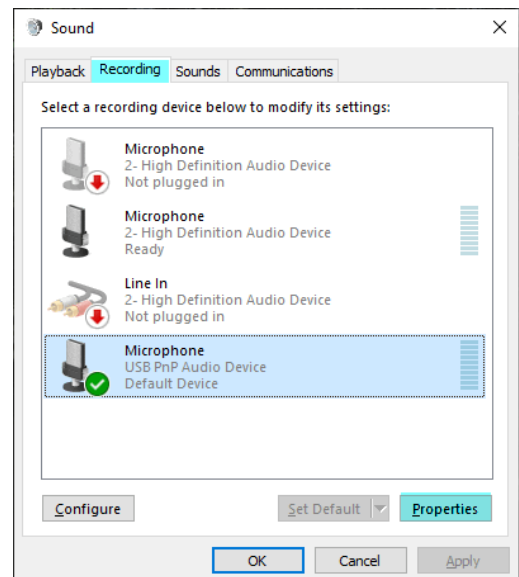 Sound
Playback Recording Sounds Communications
Select a recording device below to modify its settings:
Microphone
2- High Definition Audio Device
Not plugged in
Microphone
2- High Definition Audio Device
Ready
Line In
2- High Definition Audio Device
Not plugged in
Microphone
USB PnP Audio Device
Default Device
Configure Set Default Properties
OK Cancel Apply